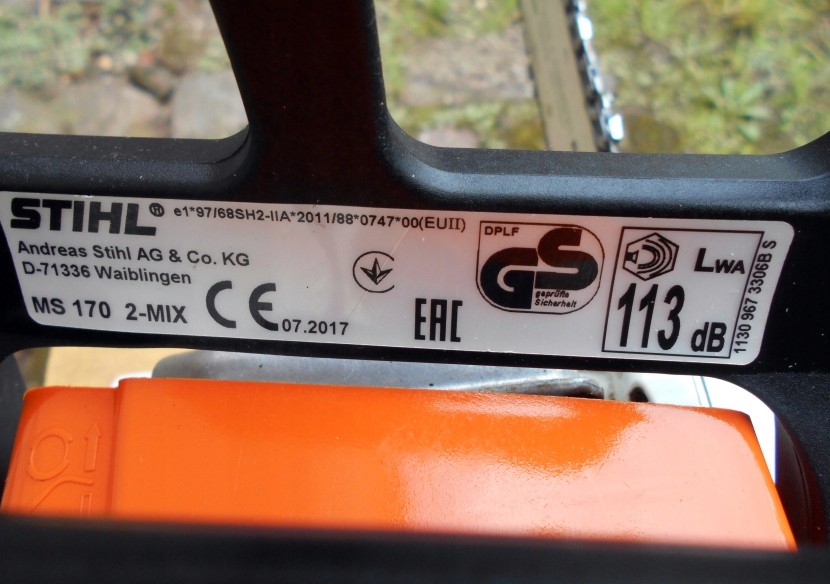 STIHL® e1*97/68SH2-IIA*2011/88*0747*00(EUII)
Andreas Stihl AG & Co. KG
D-71336 Waiblingen
MS 170 2-MIX CE 07.2017
EAC
DPLF
GS
geprüfte
Sicherheit
LWA
113 dB
1130 967 3306B S